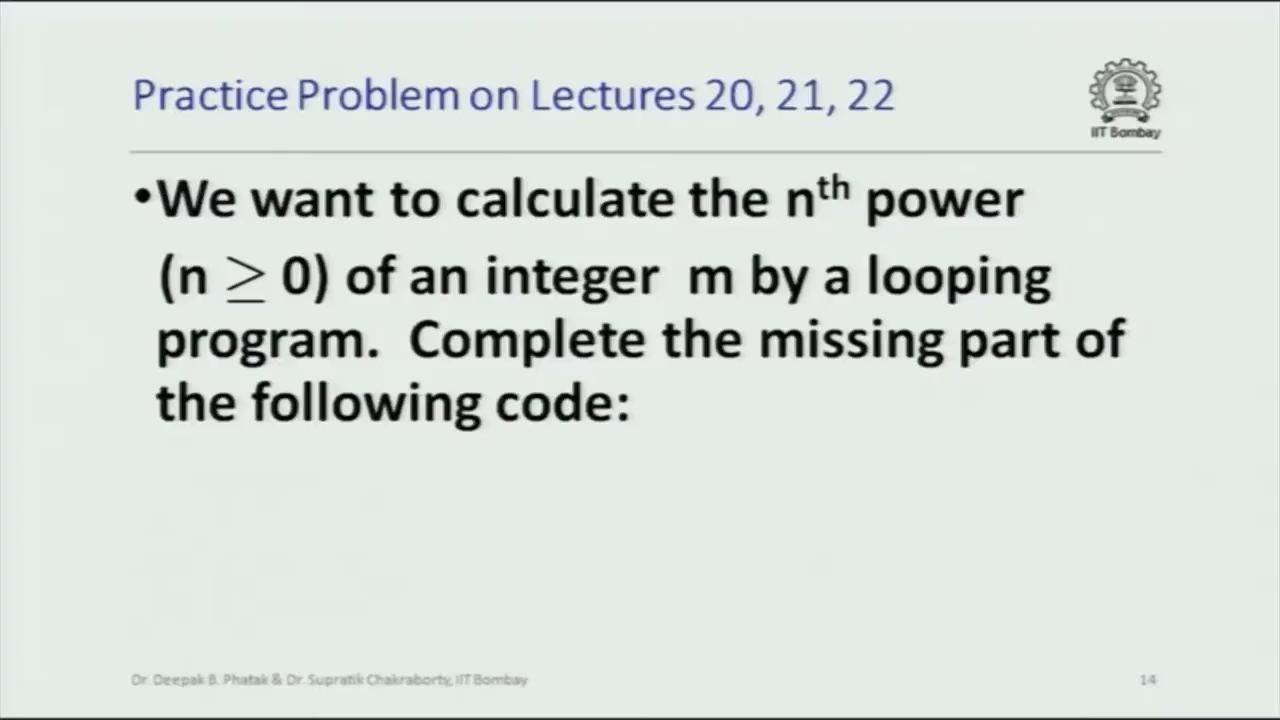 Practice Problem on Lectures 20, 21, 22
IIT Bombay
•We want to calculate the nth power
(n ≥ 0) of an integer m by a looping
program. Complete the missing part of
the following code:
Dr. Deepak B. Phatak & Dr. Supratik Chakraborty, IIT Bombay
14